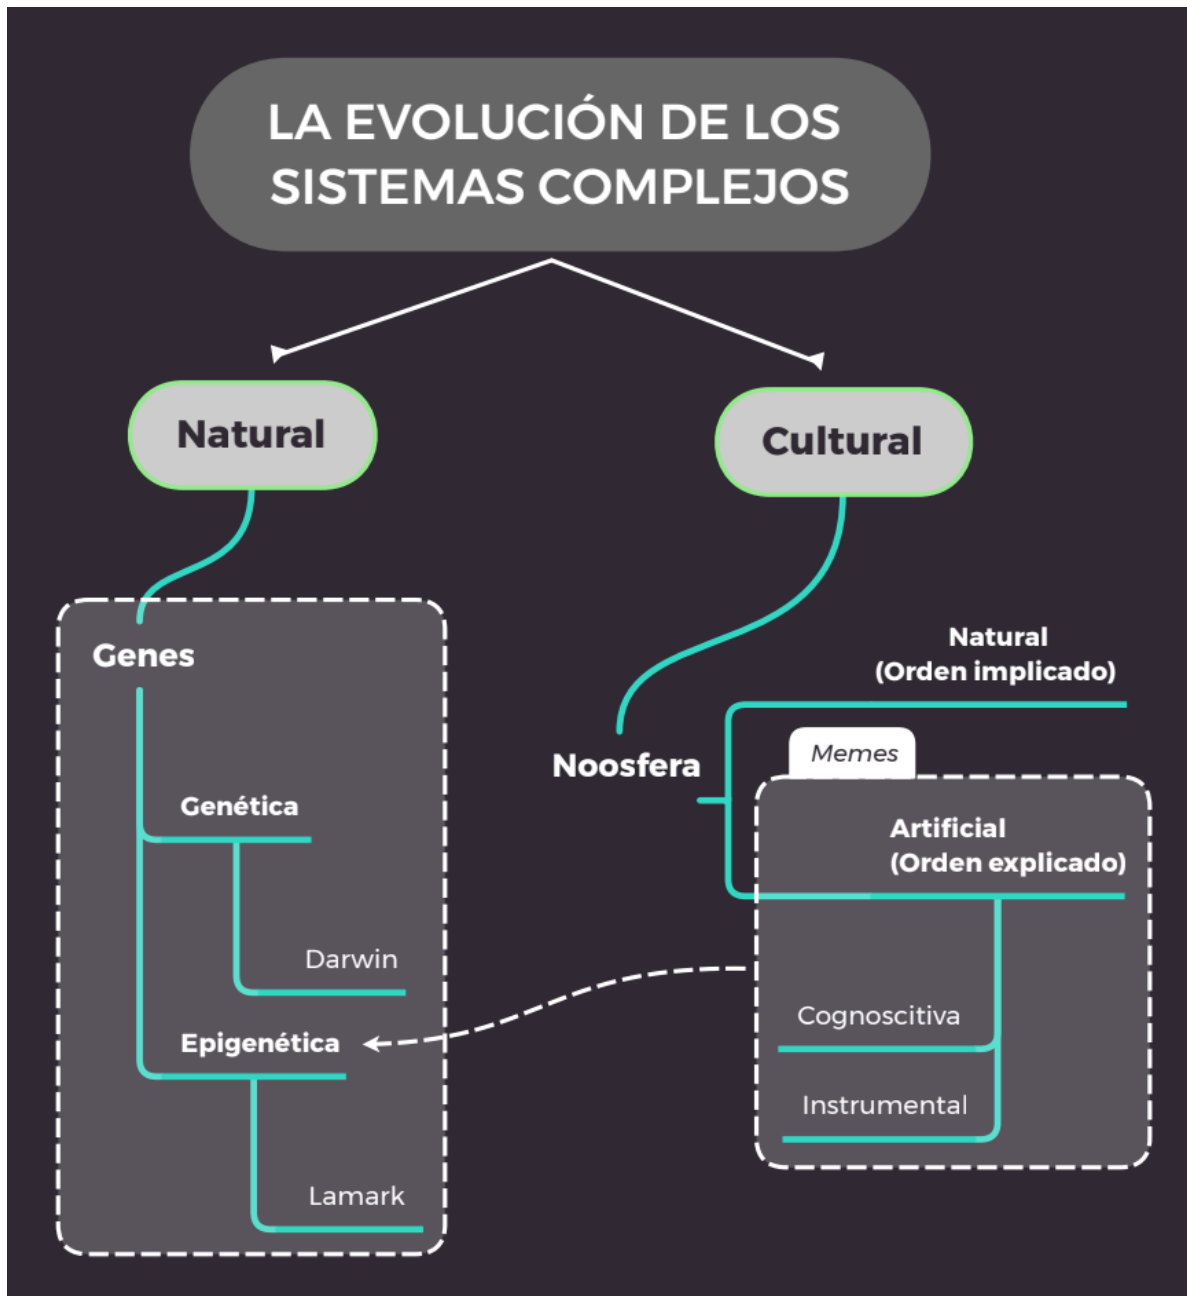 LA EVOLUCIÓN DE LOS
SISTEMAS COMPLEJOS
Natural
Cultural
Genes
Genética
Darwin
Epigenética
Lamark
Noosfera
Natural
(Orden implicado)
Memes
Artificial
(Orden explicado)
Cognoscitiva
Instrumental